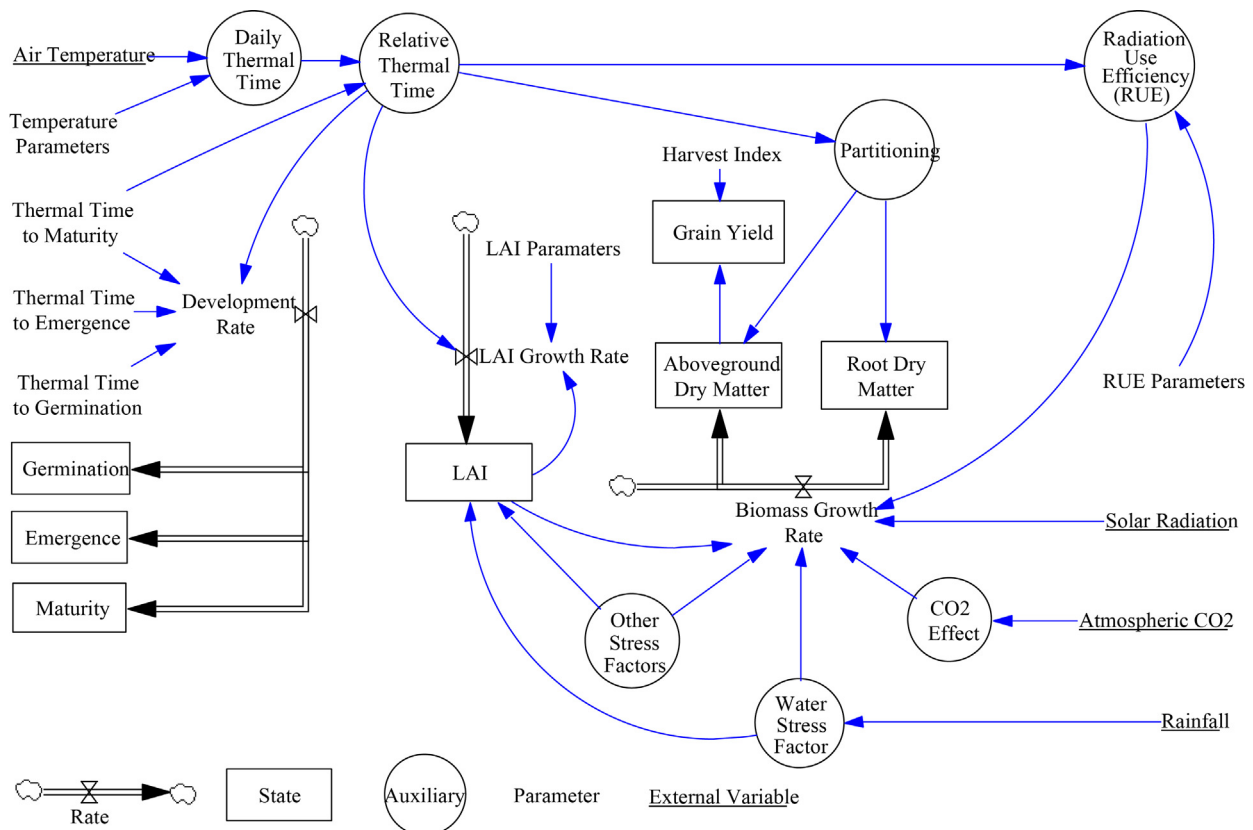 Air Temperature
Daily
Thermal
Time
Relative
Thermal
Time
Radiation
Use
Efficiency
(RUE)
Temperature
Parameters
Harvest Index
Partitioning
Thermal Time
to Maturity
Grain Yield
LAI Paramaters
Thermal Time
to Emergence
Development
Rate
LAI Growth Rate
Aboveground
Dry Matter
Root Dry
Matter
Thermal Time
to Germination
RUE Parameters
Germination
LAI
Emergence
Biomass Growth
Rate
Solar Radiation
Maturity
Other
Stress
Factors
CO2
Effect
Atmospheric CO2
Water
Stress
Factor
Rainfall
Rate
State
Auxiliary
Parameter
External Variable